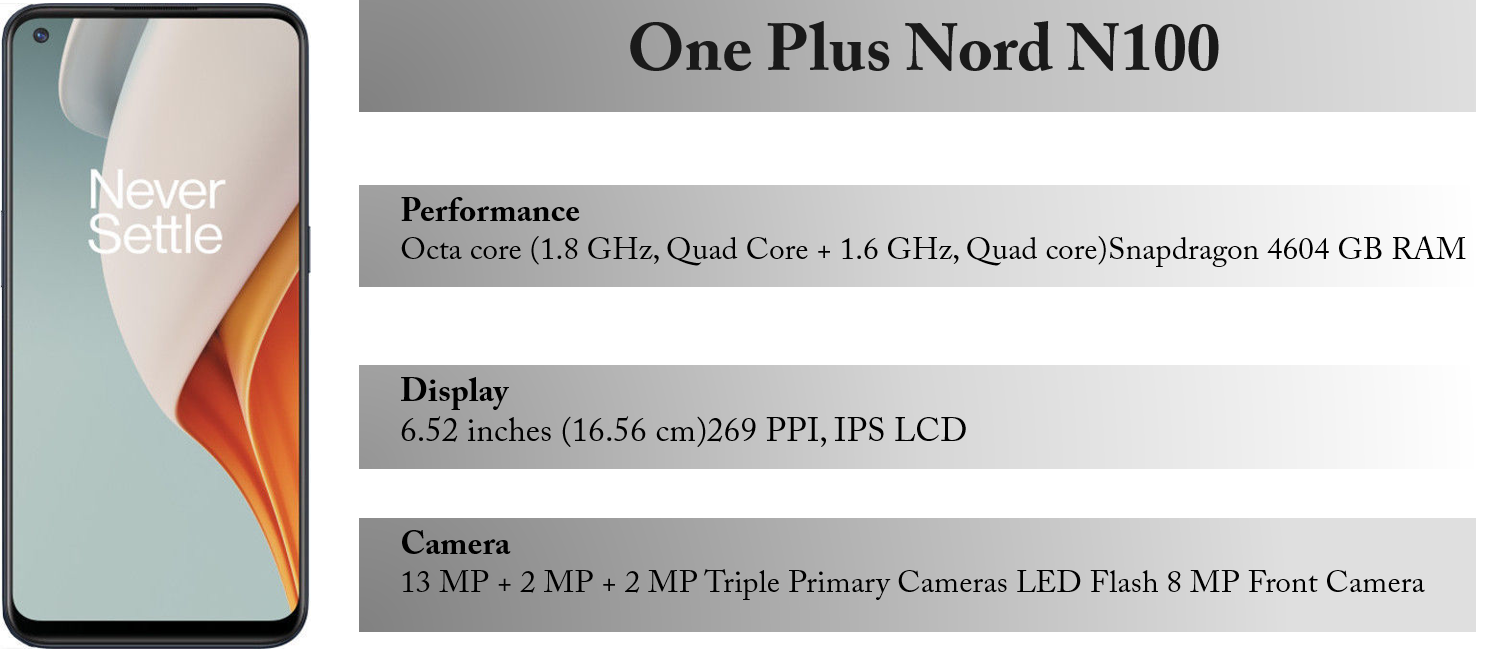 One Plus Nord N100
Never
Settle
Performance
Octa core (1.8 GHz, Quad Core + 1.6 GHz, Quad core)Snapdragon 4604 GB RAM
Display
6.52 inches (16.56 cm)269 PPI, IPS LCD
Camera
13 MP + 2 MP + 2 MP Triple Primary Cameras LED Flash 8 MP Front Camera